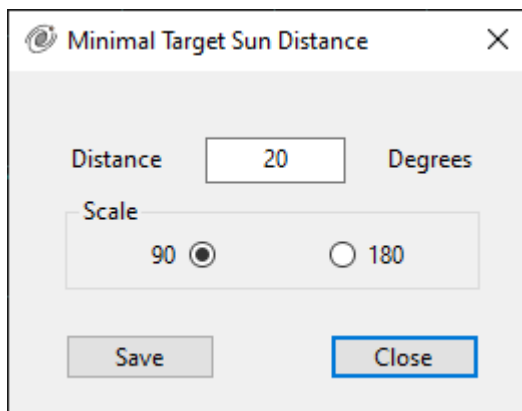 Minimal Target Sun Distance
Distance 20 Degrees
Scale
90 180
Save Close